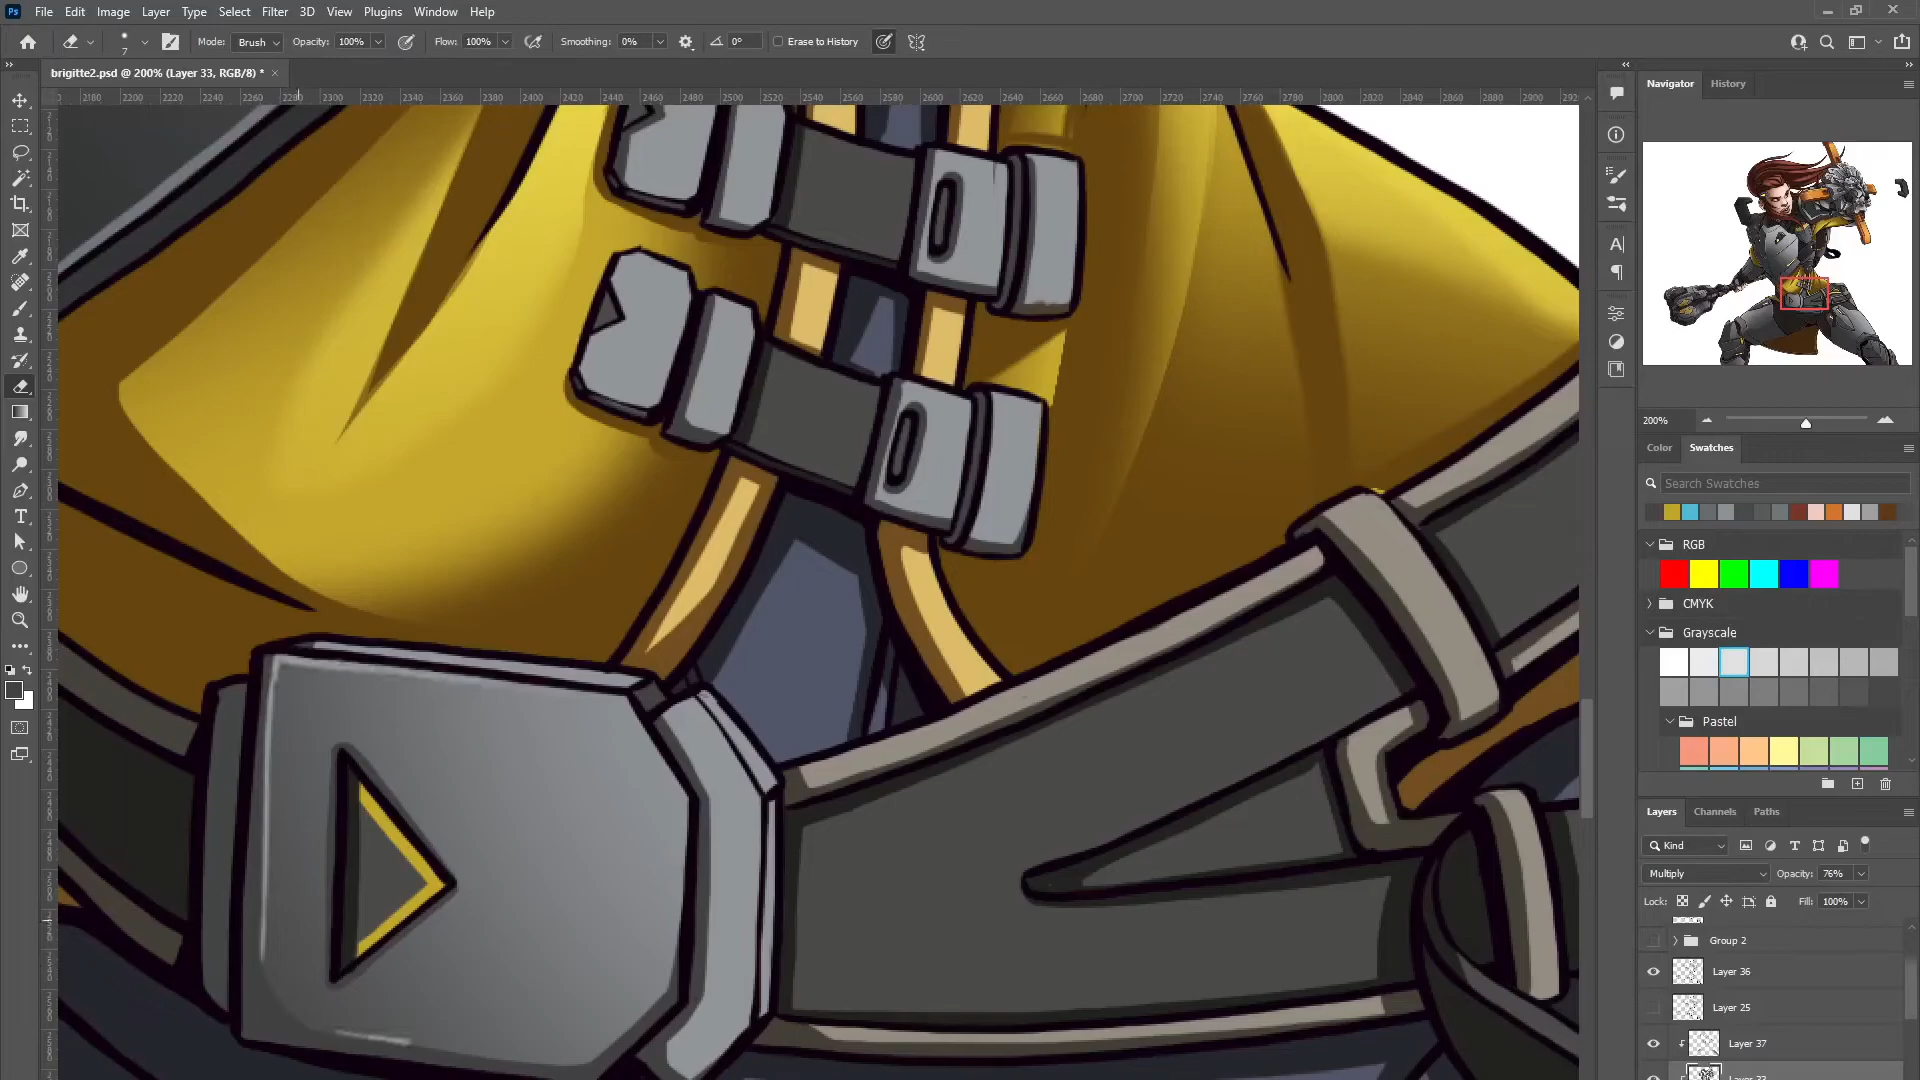 Ps File Edit Image Layer Type Select Filter 3D View Plugins Window Help
7 Mode: Brush Opacity: 100% Flow: 100% Smoothing: 0% 0° Erase to History
brigitte2.psd @ 200% (Layer 33, RGB/8) *
2180 2200 2220 2240 2260 2280 2300 2320 2340 2360 2380 2400 2420 2440 2460 2480 2500 2520 2540 2560 2580 2600 2620 2640 2660 2680 2700 2720 2740 2760 2780 2800 2820 2840 2860 2880 2900 292
Navigator History
200%
Color Swatches
Search Swatches
RGB
CMYK
Grayscale
Pastel
Layers Channels Paths
Kind
Multiply Opacity: 76%
Lock: Fill: 100%
Group 2
Layer 36
Layer 25
Layer 37
Layer 33